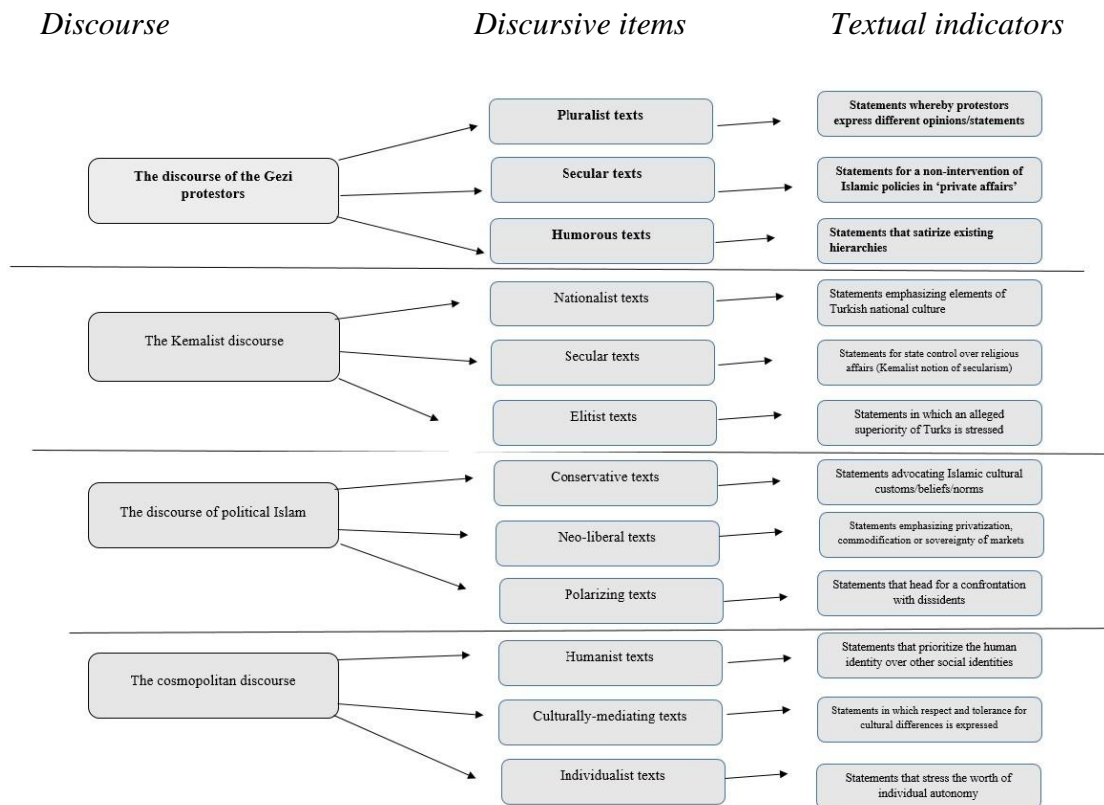 Discourse Discursive items Textual indicators
Pluralist texts
Statements whereby protestors
express different opinions/statements
The discourse of the Gezi
protestors
Secular texts
Statements for a non-intervention of
Islamic policies in ‘private affairs’
Humorous texts
Statements that satirize existing
hierarchies
The Kemalist discourse
Nationalist texts
Statements emphasizing elements of
Turkish national culture
Secular texts
Statements for state control over religious
affairs (Kemalist notion of secularism)
Elitist texts
Statements in which an alleged
superiority of Turks is stressed
The discourse of political Islam
Conservative texts
Statements advocating Islamic cultural
customs/beliefs/norms
Neo-liberal texts
Statements emphasizing privatization,
commodification or sovereignty of markets
Polarizing texts
Statements that head for a confrontation
with dissidents
The cosmopolitan discourse
Humanist texts
Statements that prioritize the human
identity over other social identities
Culturally-mediating texts
Statements in which respect and tolerance for
cultural differences is expressed
Individualist texts
Statements that stress the worth of
individual autonomy